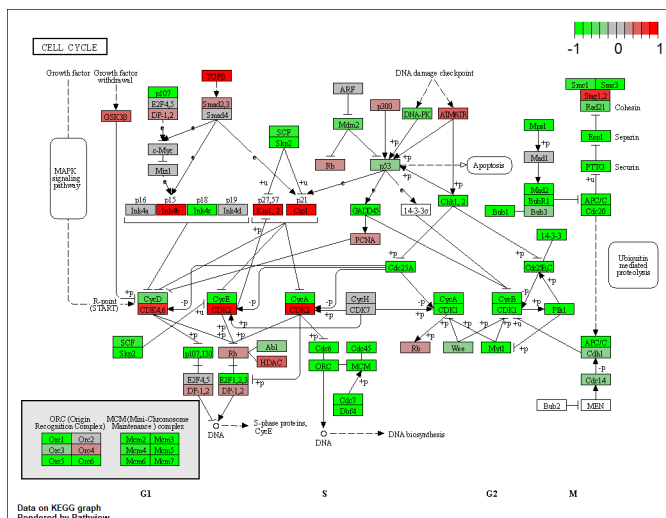 CELL CYCLE
-1 0 1
Growth factor
Growth factor
withdrawal
DNA damage checkpoint
p107
E2F4,5
DP-1,2
TGFβ
GSK3β
Smad2,3
Smad4
ARF
p300
DNA-PK
ATMATR
Smc1 Smc3
Stag1,2
Rad21
Cohesin
SCF
Skp2
Mdm2
Mps1
Esp1
Separin
c-Myc
Rb
p53
Apoptosis
Mad1
MAPK
signaling
pathway
Miz1
PTTG
Securin
Mad2
p16 p15 p18 p19
p27,57 p21
Chk1,2
BubR1
APC/C
Ink4a Ink4b Ink4c Ink4d
Kip1,2 Cip1
GADD45
14-3-3σ
Bub1
Bub3
Cdc20
PCNA
14-3-3
Ubiquitin
mediated
proteolysis
Cdc25A
Cdc25B,C
R-point
(START)
CycD
CDK4,6
CycE
CDK2
CycA
CDK2
CycH
CDK7
CycA
CDK1
CycB
CDK1
Plk1
SCF
Skp2
p107,130
Rb
Abl
HDAC
Cdc6
Cdc45
ORC
MCM
Rb
Wee
Myt1
APC/C
Cdh1
E2F4,5
DP-1,2
E2F1,2,3
DP-1,2
Cdc7
Dbf4
Cdc14
Bub2
MEN
DNA
S-phase proteins,
CycE
DNA
DNA biosynthesis
ORC (Origin
Recognition Complex)
MCM (Mini-Chromosome
Maintenance) complex
Orc1 Orc2 Mcm2 Mcm3
Orc3 Orc4 Mcm4 Mcm5
Orc5 Orc6 Mcm6 Mcm7
G1 S G2 M
Data on KEGG graph
Rendered by Pathview